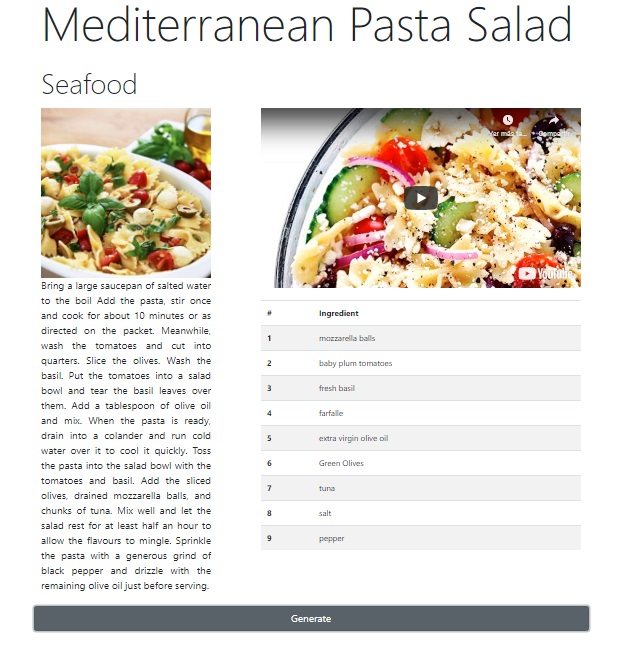 Mediterranean Pasta Salad
Seafood
Bring a large saucepan of salted water
to the boil Add the pasta, stir once
and cook for about 10 minutes or as
directed on the packet. Meanwhile,
wash the tomatoes and cut into
quarters. Slice the olives. Wash the
basil. Put the tomatoes into a salad
bowl and tear the basil leaves over
them. Add a tablespoon of olive oil
and mix. When the pasta is ready,
drain into a colander and run cold
water over it to cool it quickly. Toss
the pasta into the salad bowl with the
tomatoes and basil. Add the sliced
olives, drained mozzarella balls, and
chunks of tuna. Mix well and let the
salad rest for at least half an hour to
allow the flavours to mingle. Sprinkle
the pasta with a generous grind of
black pepper and drizzle with the
remaining olive oil just before serving.
Ver más ta... Compartir
YouTube
# Ingredient
1 mozzarella balls
2 baby plum tomatoes
3 fresh basil
4 farfalle
5 extra virgin olive oil
6 Green Olives
7 tuna
8 salt
9 pepper
Generate